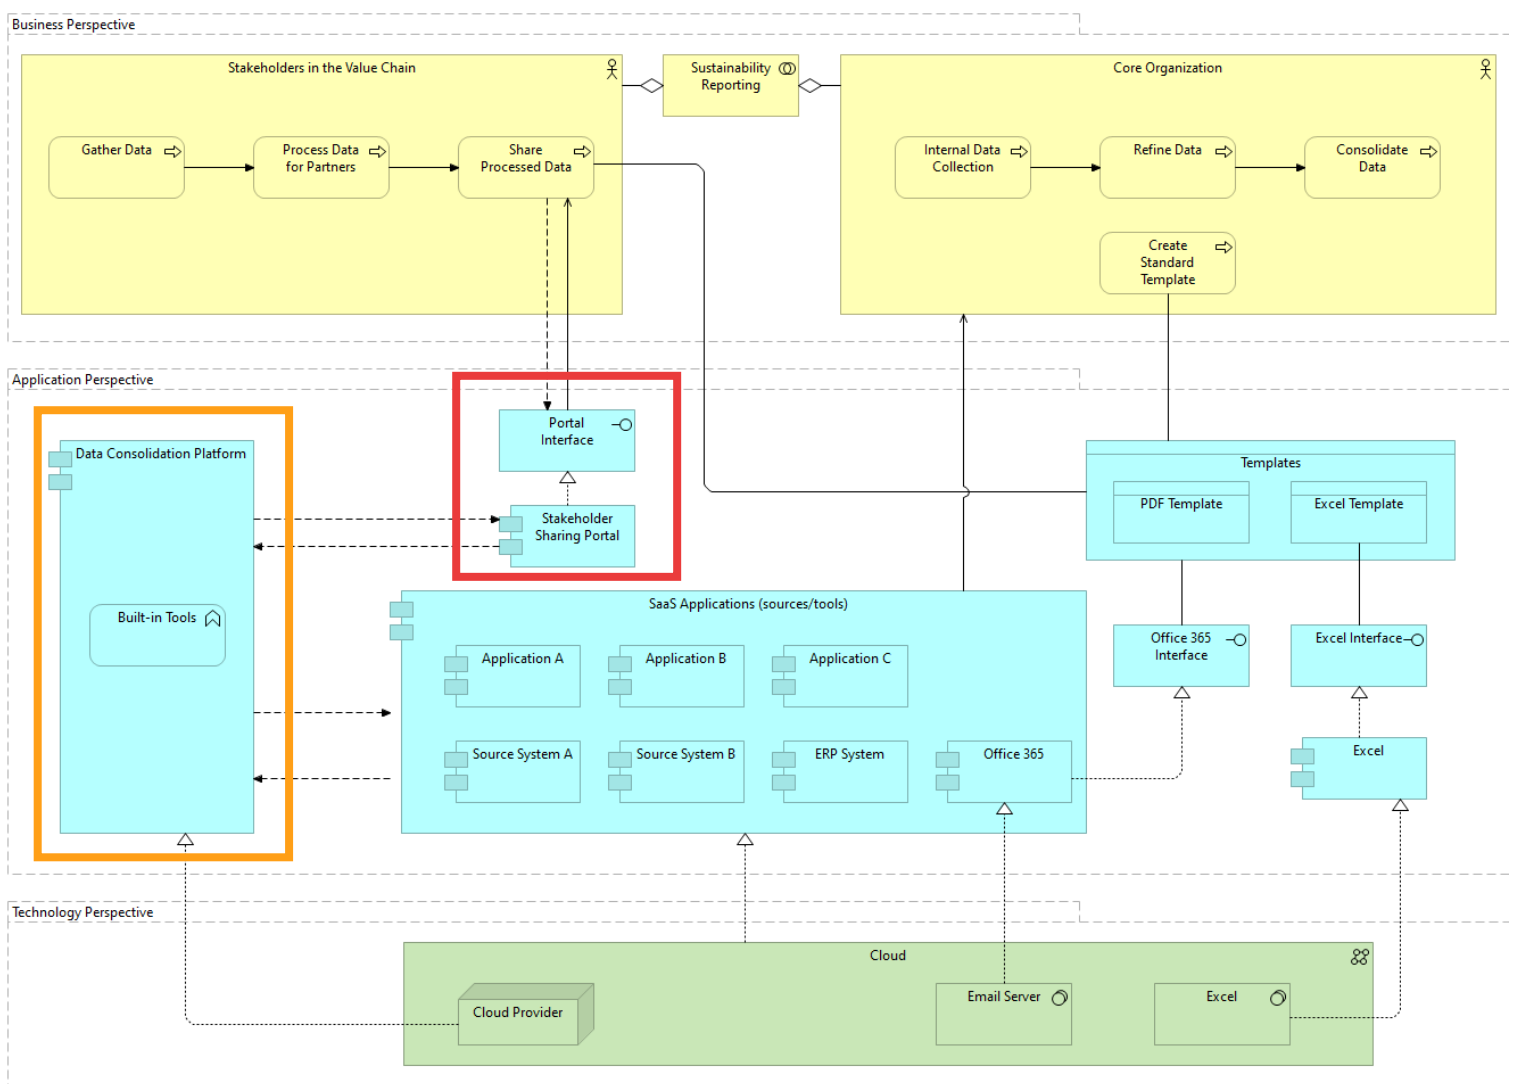 Business Perspective
Stakeholders in the Value Chain
Sustainability
Reporting
Core Organization
Gather Data
Process Data
for Partners
Share
Processed Data
Internal Data
Collection
Refine Data
Consolidate
Data
Create
Standard
Template
Application Perspective
Portal
Interface
Data Consolidation Platform
Templates
PDF Template
Excel Template
Stakeholder
Sharing Portal
Built-in Tools
SaaS Applications (sources/tools)
Application A
Application B
Application C
Office 365
Interface
Excel Interface
Source System A
Source System B
ERP System
Office 365
Excel
Technology Perspective
Cloud
Cloud Provider
Email Server
Excel